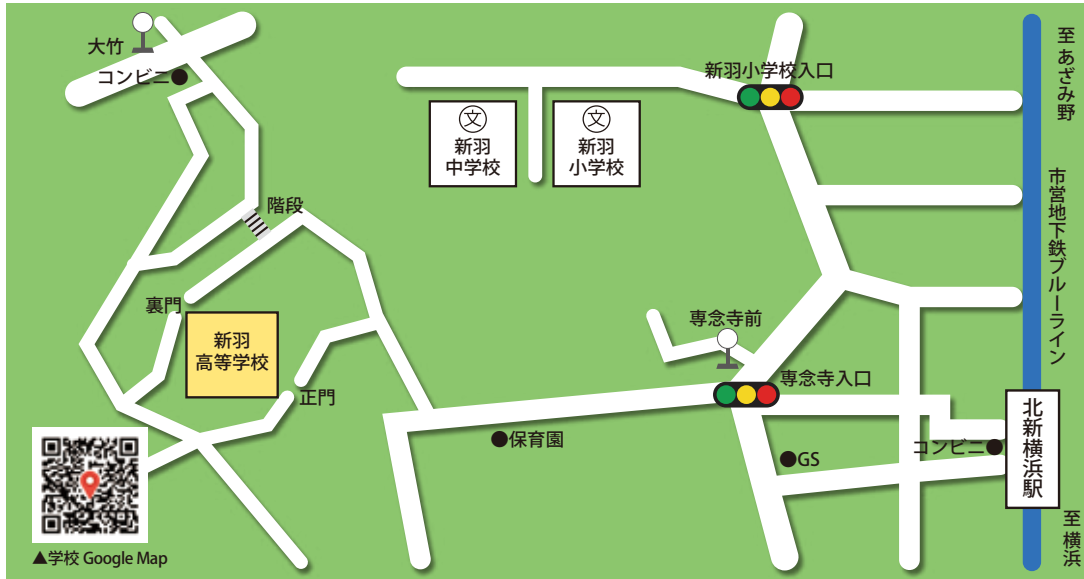 大竹
コンビニ
新羽小学校入口
至あざみ野
文
新羽
中学校
文
新羽
小学校
市営地下鉄ブルーライン
階段
裏門
新羽
高等学校
正門
専念寺前
専念寺入口
保育園
コンビニ
GS
北新横浜駅
至横浜
▲学校 Google Map